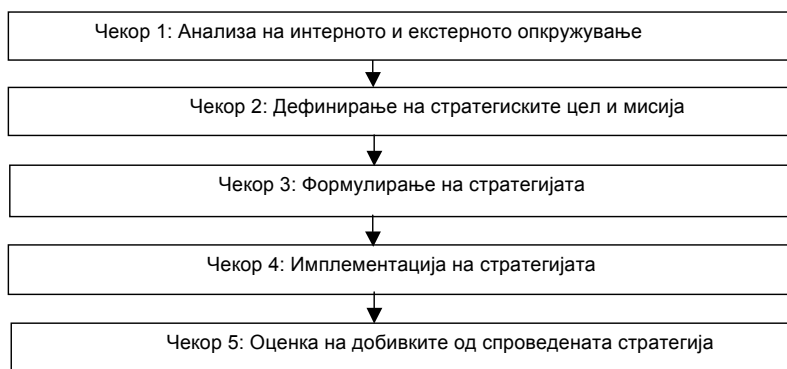 Чекор 1: Анализа на интерното и екстерното опкружување
Чекор 2: Дефинирање на стратегиските цел и мисија
Чекор 3: Формулирање на стратегијата
Чекор 4: Имплементација на стратегијата
Чекор 5: Оценка на добивките од спроведената стратегија